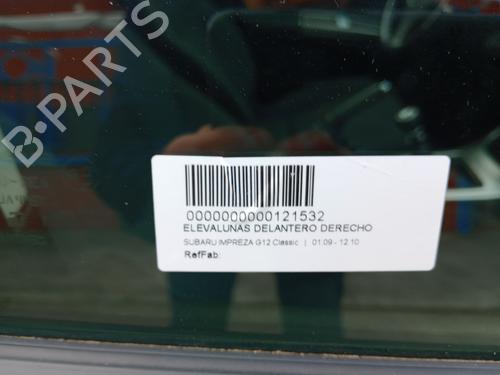 B-PARTS
0000000000121532
ELEVALUNAS DELANTERO DERECHO
SUBARU IMPREZA G12 Classic | 01.09 - 12.10
RefFab: